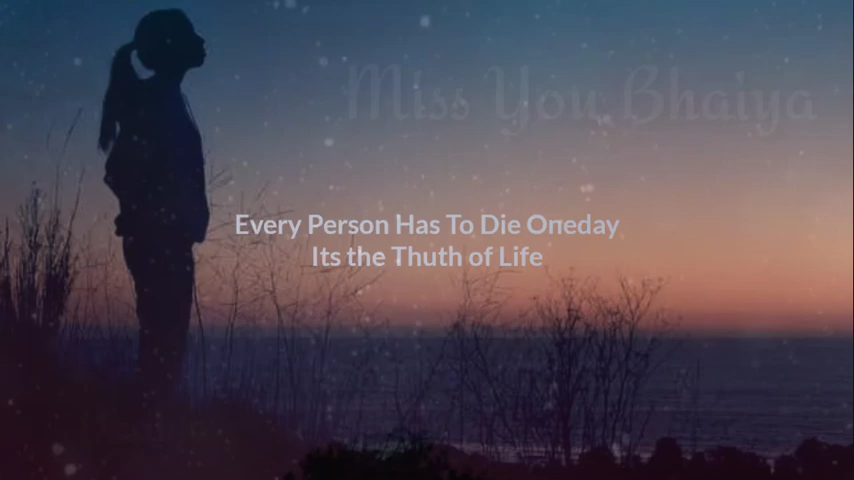 Miss You Bhaiya
Every Person Has To Die Oneday
Its the Thuth of Life